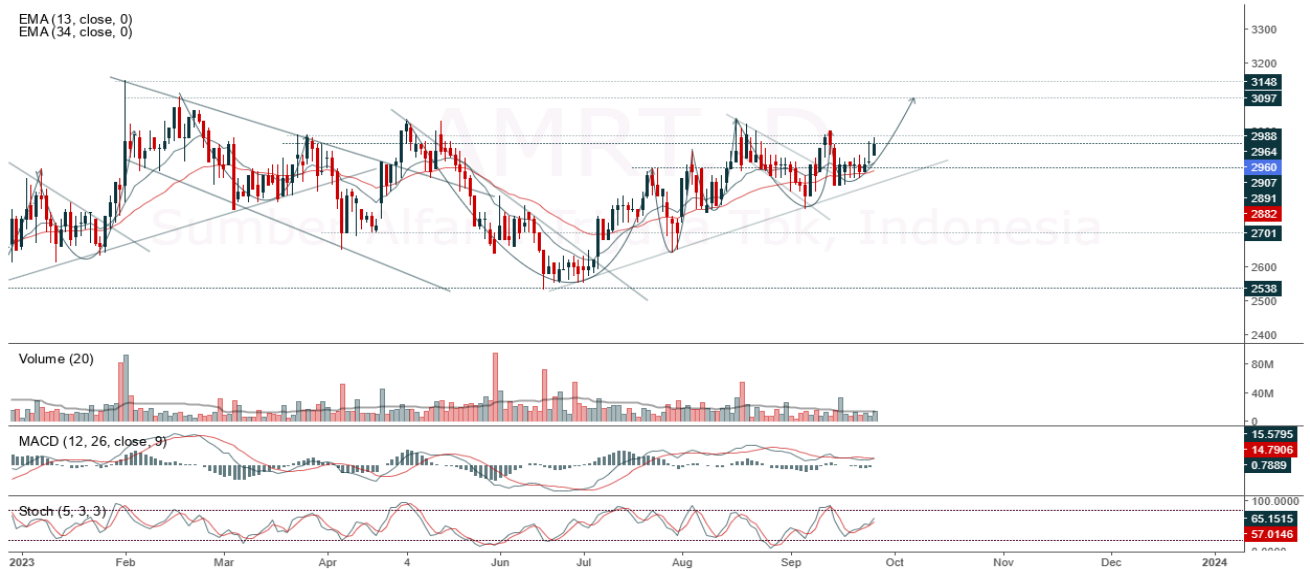 EMA (13, close, 0)
EMA (34, close, 0)
AMRT, D
Sumber Alfaria Trijaya Tbk, Indonesia
3300
3200
3148
3097
2988
2964
2960
2907
2891
2882
2701
2600
2538
2500
2400
Volume (20)
80M
40M
0
MACD (12, 26, close, 9)
15.5795
14.7906
0.7889
Stoch (5, 3, 3)
100.0000
65.1515
57.0146
0.0000
2023 Feb Mar Apr 4 Jun Jul Aug Sep Oct Nov Dec 2024